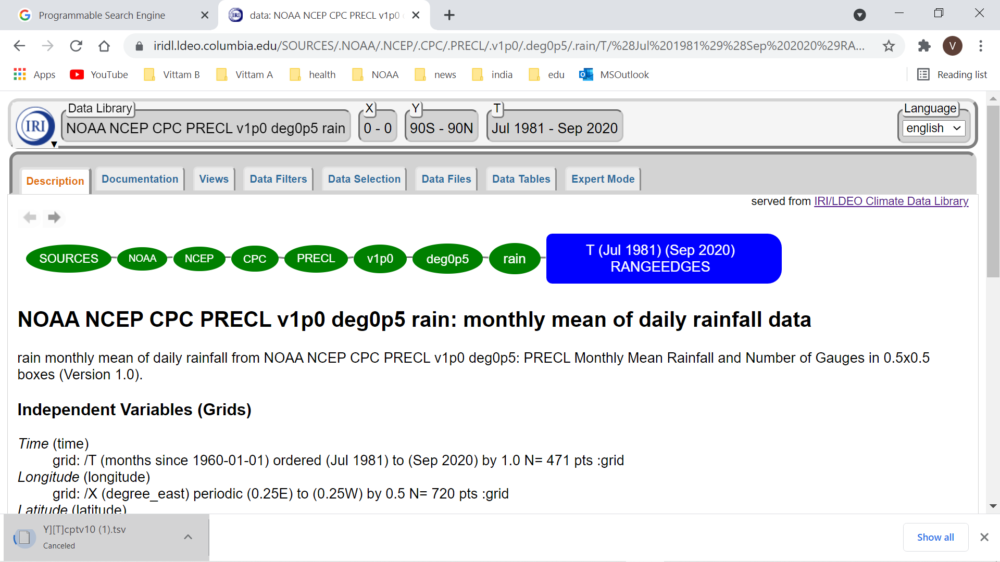 Programmable Search Engine
data: NOAA NCEP CPC PRECL v1p0
iridl.ldeo.columbia.edu/SOURCES/.NOAA/.NCEP/.CPC/.PRECL/.v1p0/.deg0p5/.rain/T/%28Jul%201981%29%28Sep%202020%29RA...
V
Apps YouTube Vittam B Vittam A health NOAA news india edu MSOutlook Reading list
IRI
Data Library X Y T Language
NOAA NCEP CPC PRECL v1p0 deg0p5 rain 0 - 0 90S - 90N Jul 1981 - Sep 2020 english
Description Documentation Views Data Filters Data Selection Data Files Data Tables Expert Mode
served from IRI/LDEO Climate Data Library
SOURCES NOAA NCEP CPC PRECL v1p0 deg0p5 rain T (Jul 1981) (Sep 2020)
RANGEEDGES
NOAA NCEP CPC PRECL v1p0 deg0p5 rain: monthly mean of daily rainfall data
rain monthly mean of daily rainfall from NOAA NCEP CPC PRECL v1p0 deg0p5: PRECL Monthly Mean Rainfall and Number of Gauges in 0.5x0.5
boxes (Version 1.0).
Independent Variables (Grids)
Time (time)
grid: /T (months since 1960-01-01) ordered (Jul 1981) to (Sep 2020) by 1.0 N= 471 pts :grid
Longitude (longitude)
grid: /X (degree_east) periodic (0.25E) to (0.25W) by 0.5 N= 720 pts :grid
Latitude (latitude)
Y][T]cptv10 (1).tsv
Canceled
Show all